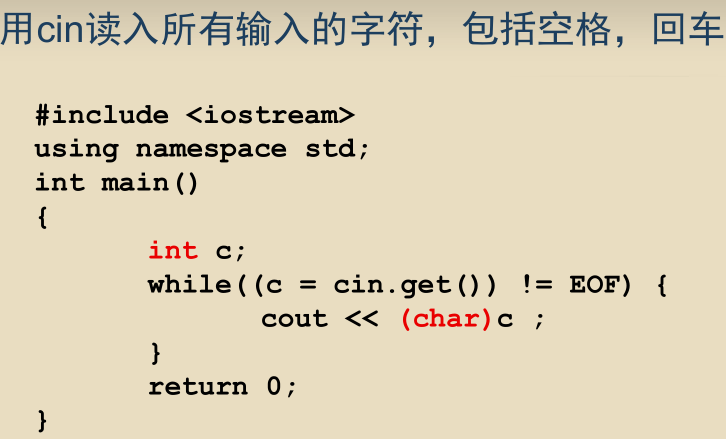 用cin读入所有输入的字符，包括空格，回车
#include <iostream>
using namespace std;
int main()
{
int c;
while((c = cin.get()) != EOF) {
cout << (char)c ;
}
return 0;
}